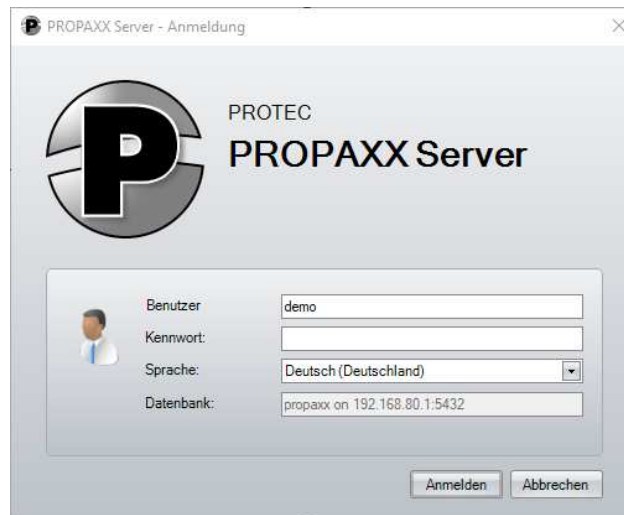 PROPAXX Server - Anmeldung
P
PROTEC
PROPAXX Server
Benutzer
demo
Kennwort:
Sprache:
Deutsch (Deutschland)
Datenbank:
propaxx on 192.168.80.1:5432
Anmelden
Abbrechen